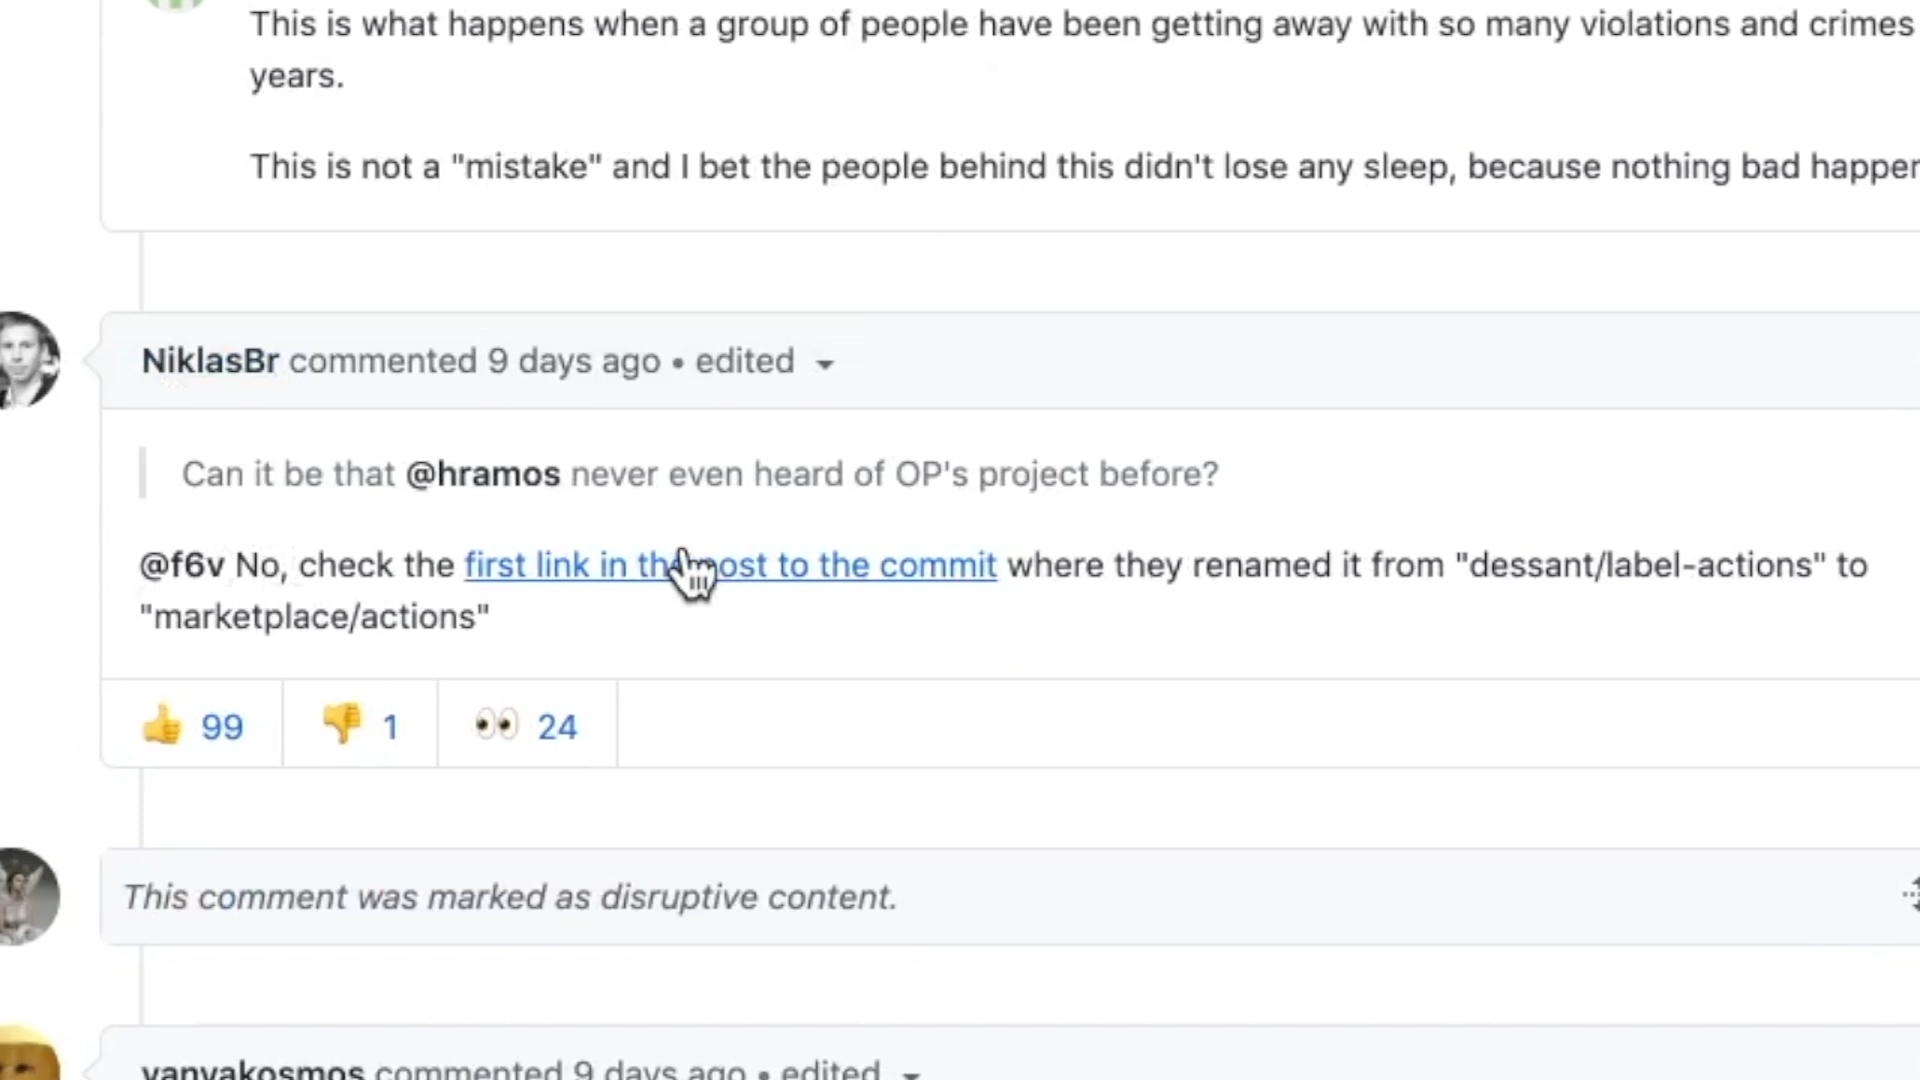 This is what happens when a group of people have been getting away with so many violations and crimes
years.
This is not a "mistake" and I bet the people behind this didn't lose any sleep, because nothing bad happer
NiklasBr commented 9 days ago • edited
Can it be that @hramos never even heard of OP's project before?
@f6v No, check the first link in the post to the commit where they renamed it from "dessant/label-actions" to
"marketplace/actions"
99 1 24
This comment was marked as disruptive content.
vanyakosmos commented 9 days ago • edited